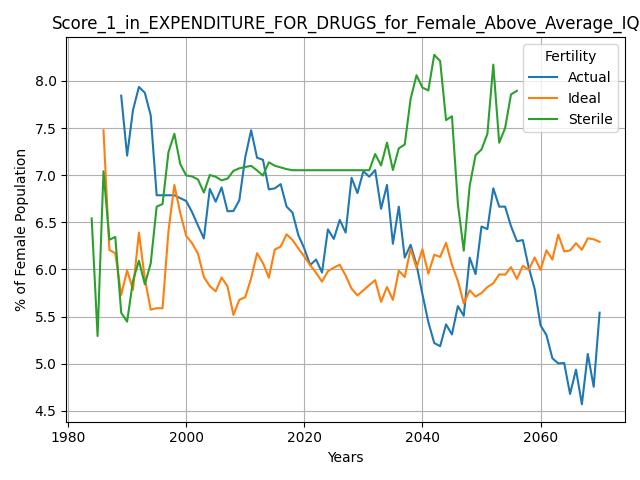 Score_1_in_EXPENDITURE_FOR_DRUGS_for_Female_Above_Average_IQ
Fertility
Actual
Ideal
Sterile
% of Female Population
8.0
7.5
7.0
6.5
6.0
5.5
5.0
4.5
1980
2000
2020
2040
2060
Years